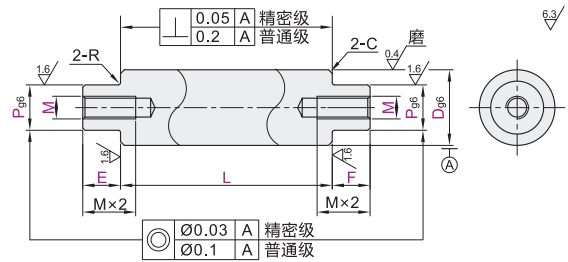 ⊥ 0.05 A 精密级
0.2 A 普通级
6.3
2-R
2-C
0.4 磨
1.6
1.6
Pg6
M
M
Pg6
Dg6
1.6
1.6
A
E
L
F
M×2
M×2
◎ Ø0.03 A 精密级
Ø0.1 A 普通级